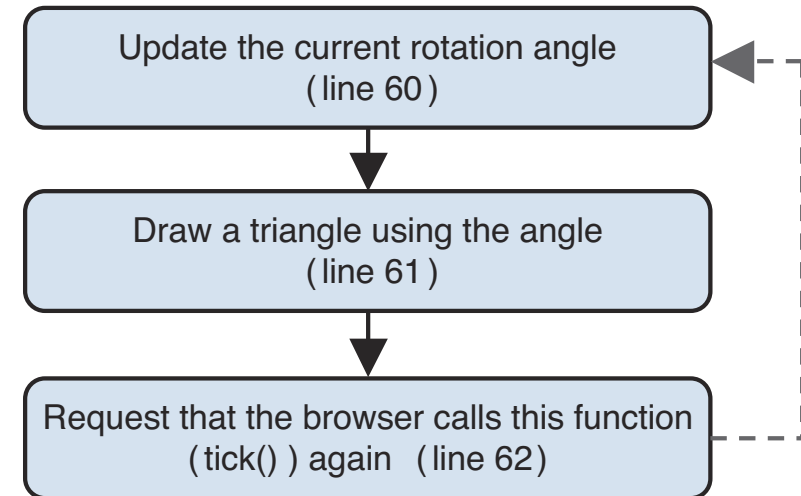 Update the current rotation angle
(line 60)
Draw a triangle using the angle
(line 61)
Request that the browser calls this function
(tick() ) again (line 62)